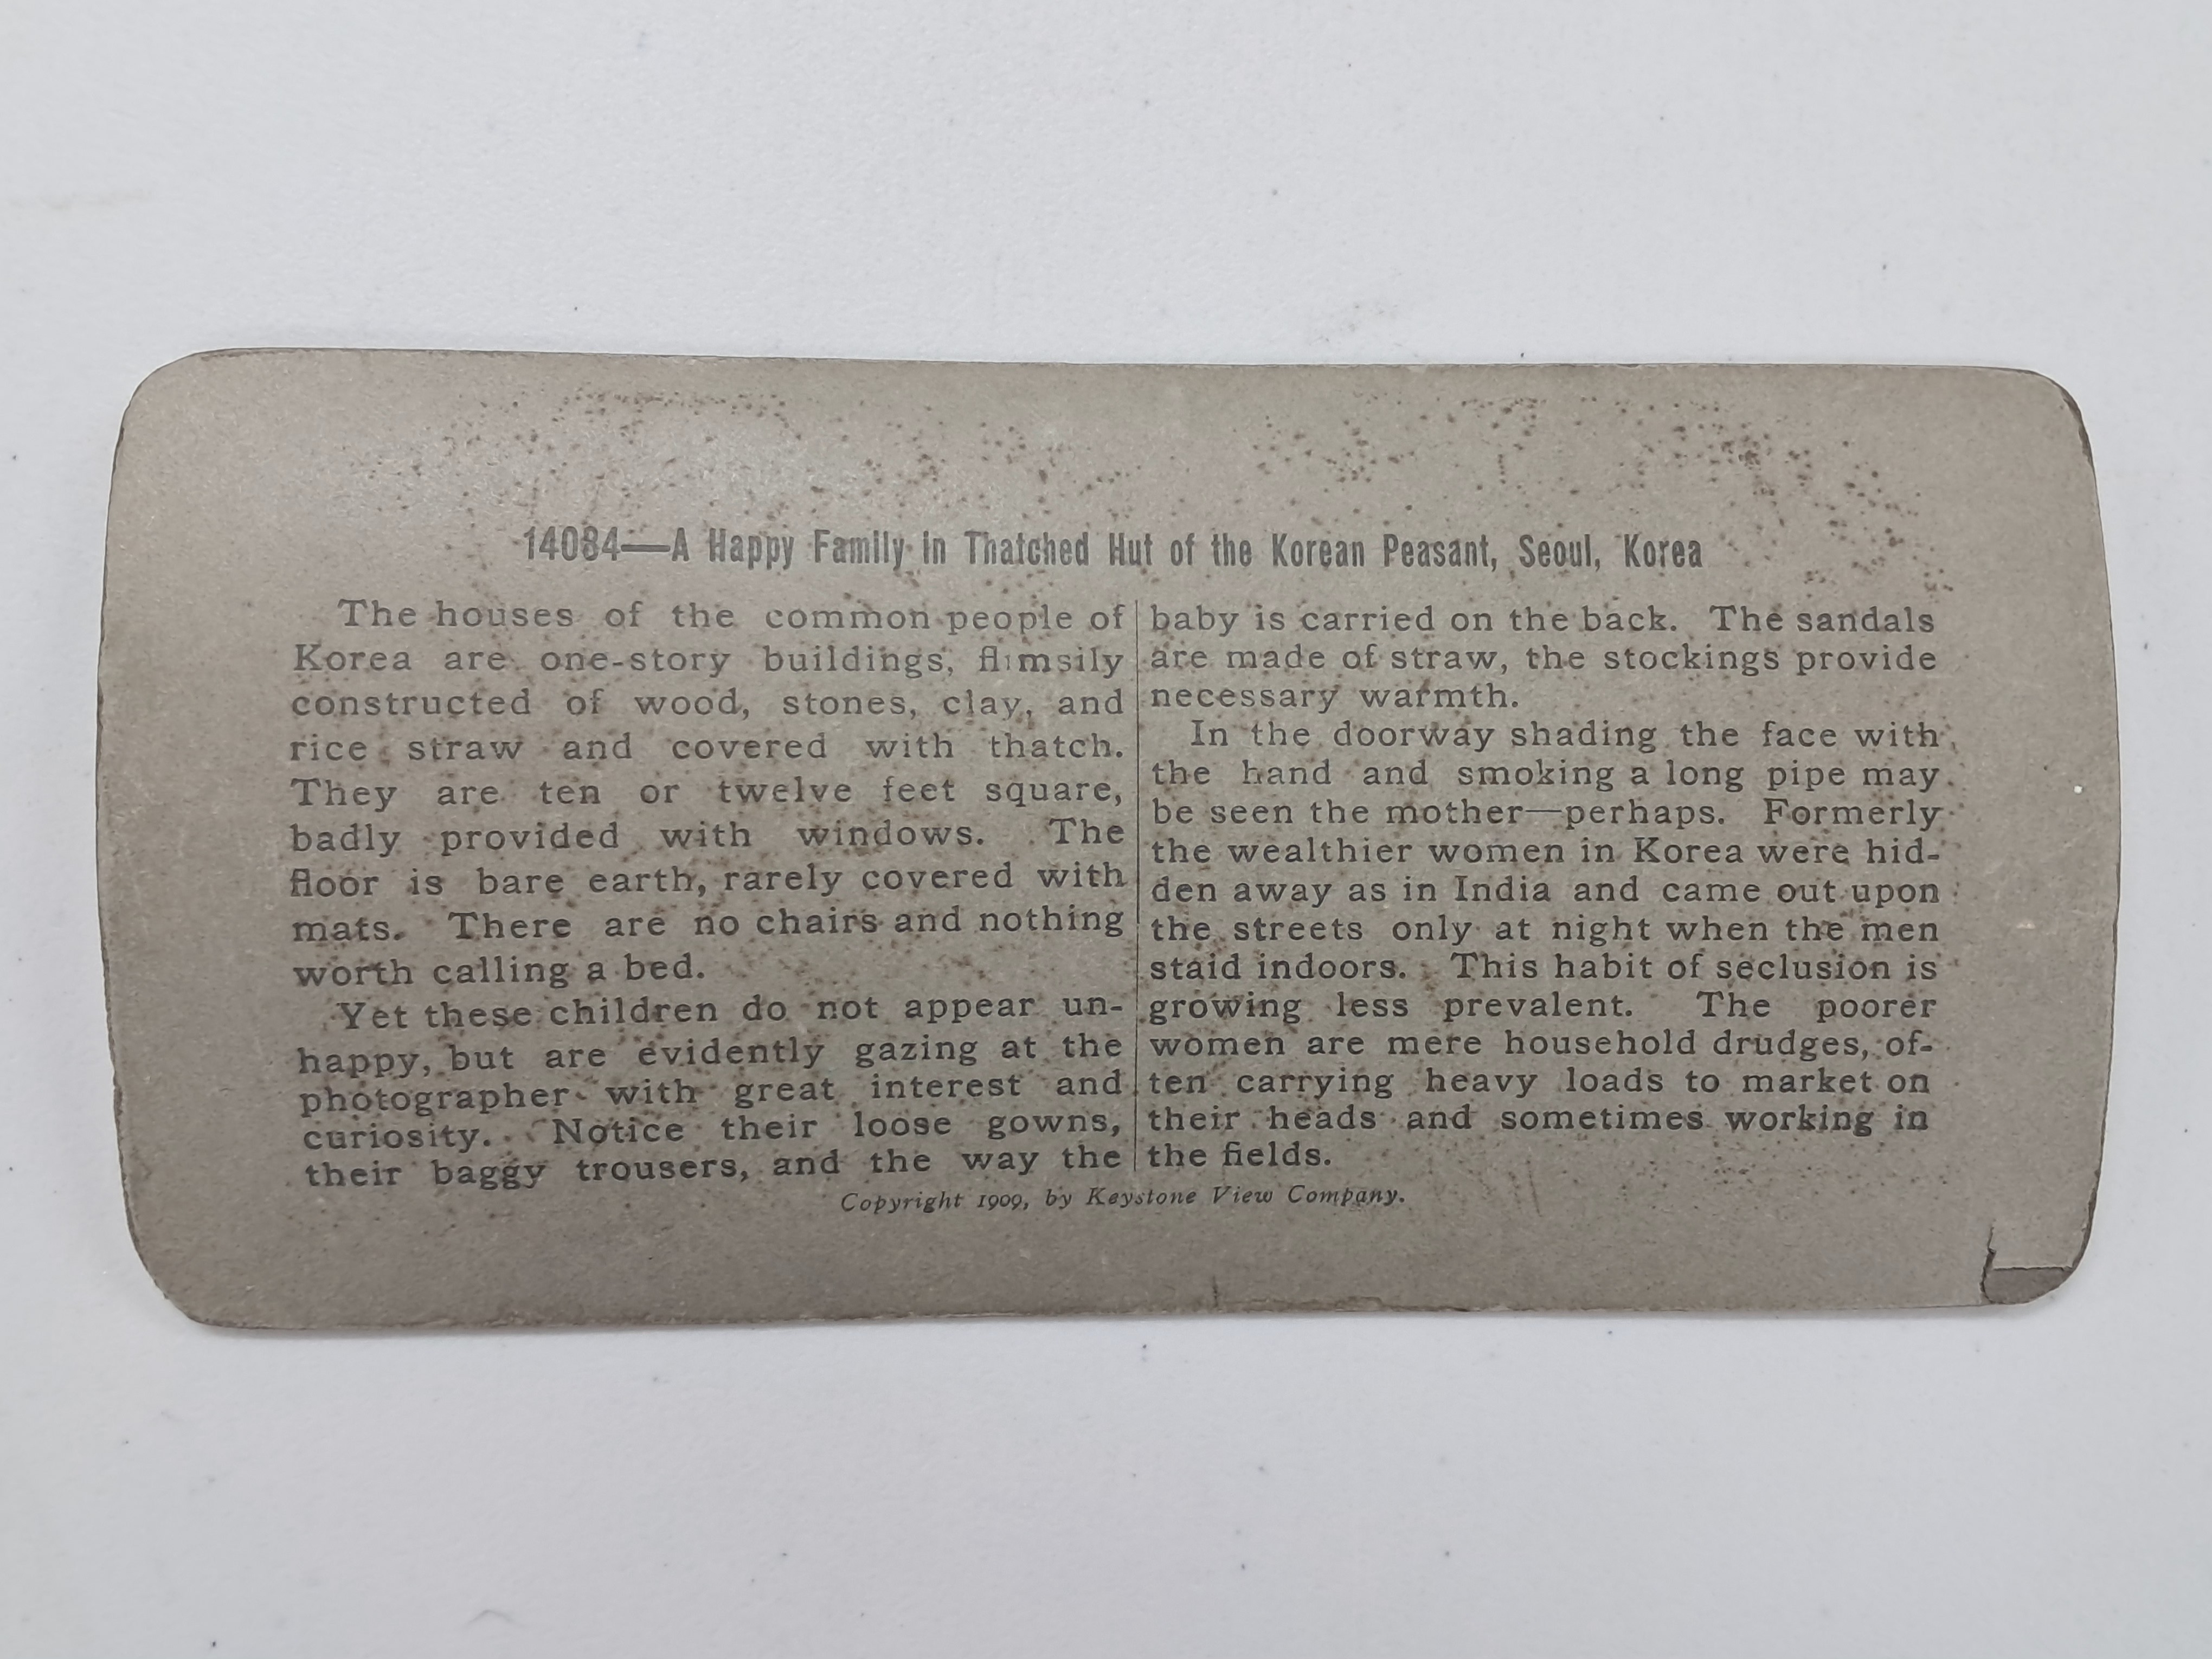 14084—A Happy Family in Thatched Hut of the Korean Peasant, Seoul, Korea
The houses of the common people of
Korea are one-story buildings, flimsily
constructed of wood, stones, clay, and
rice straw and covered with thatch.
They are ten or twelve feet square,
badly provided with windows. The
floor is bare earth, rarely covered with
mats. There are no chairs and nothing
worth calling a bed.
Yet these children do not appear un-
happy, but are evidently gazing at the
photographer with great interest and
curiosity. Notice their loose gowns,
their baggy trousers, and the way the
baby is carried on the back. The sandals
are made of straw, the stockings provide
necessary warmth.
In the doorway shading the face with
the hand and smoking a long pipe may
be seen the mother—perhaps. Formerly
the wealthier women in Korea were hid-
den away as in India and came out upon
the streets only at night when the men
staid indoors. This habit of seclusion is
growing less prevalent. The poorer
women are mere household drudges, of-
ten carrying heavy loads to market on
their heads and sometimes working in
the fields.
Copyright 1909, by Keystone View Company.